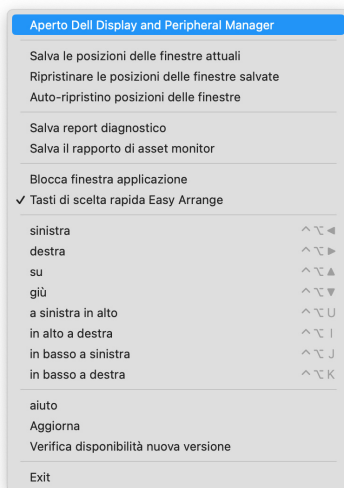 Aperto Dell Display and Peripheral Manager
Salva le posizioni delle finestre attuali
Ripristinare le posizioni delle finestre salvate
Auto-ripristino posizioni delle finestre
Salva report diagnostico
Salva il rapporto di asset monitor
Blocca finestra applicazione
✓ Tasti di scelta rapida Easy Arrange
sinistra ⌃⌥◀
destra ⌃⌥▶
su ⌃⌥▲
giù ⌃⌥▼
a sinistra in alto ⌃⌥U
in alto a destra ⌃⌥I
in basso a sinistra ⌃⌥J
in basso a destra ⌃⌥K
aiuto
Aggiorna
Verifica disponibilità nuova versione
Exit